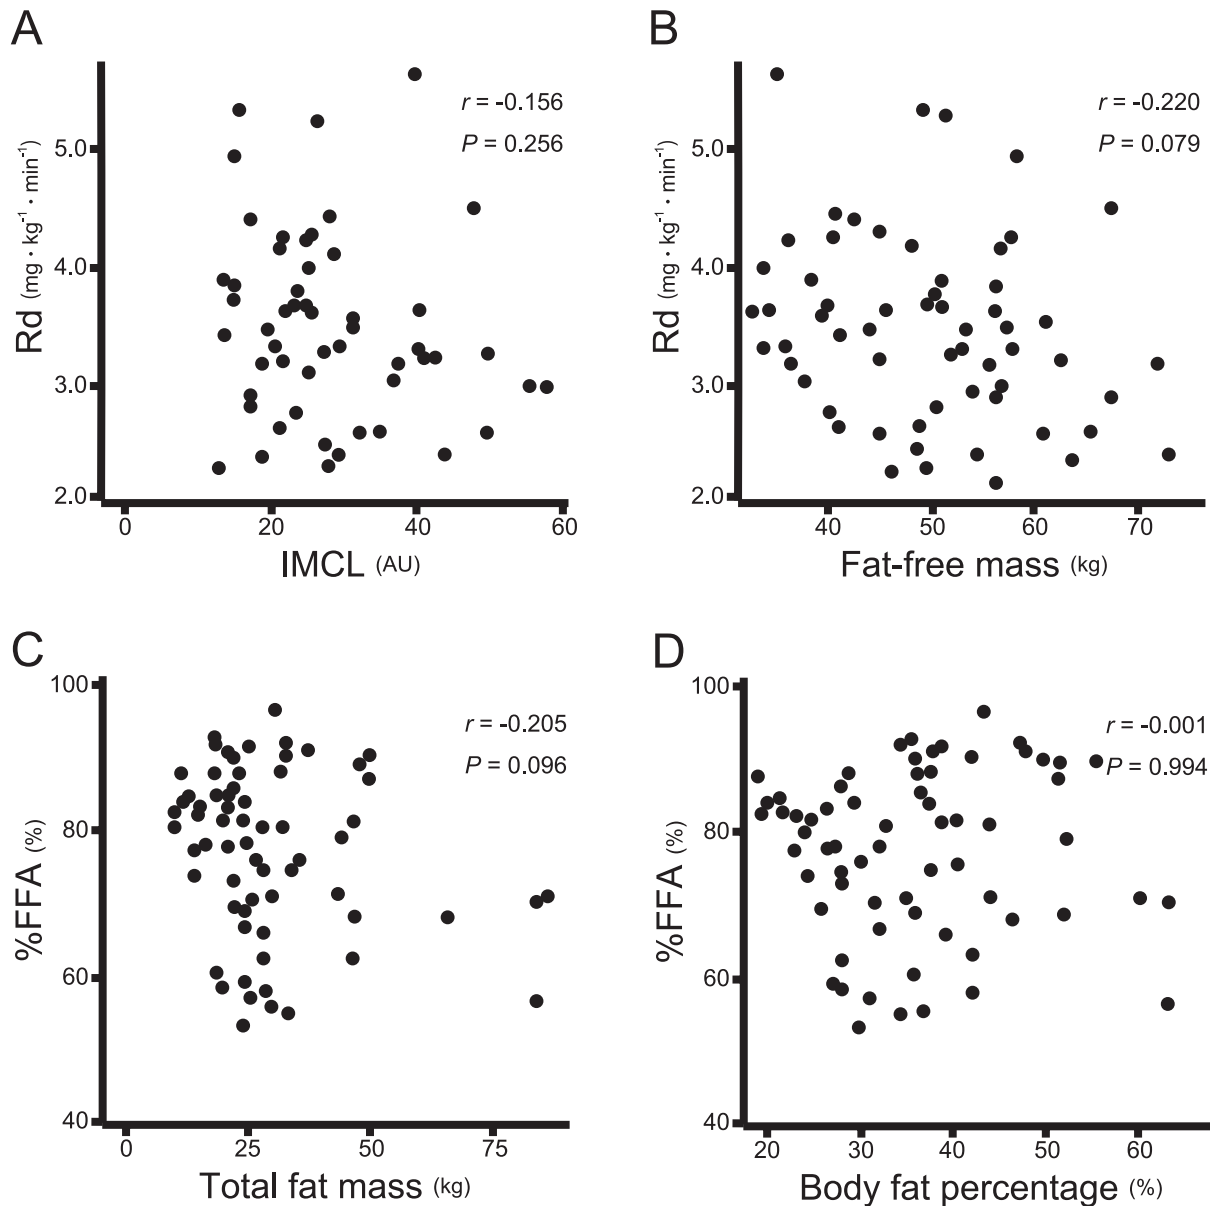 A
r = -0.156
P = 0.256
5.0
4.0
3.0
2.0
Rd (mg · kg⁻¹ · min⁻¹)
0 20 40 60
IMCL (AU)
B
r = -0.220
P = 0.079
5.0
4.0
3.0
2.0
Rd (mg · kg⁻¹ · min⁻¹)
40 50 60 70
Fat-free mass (kg)
C
100
r = -0.205
P = 0.096
80
60
40
%FFA (%)
0 25 50 75
Total fat mass (kg)
D
100
r = -0.001
P = 0.994
80
60
40
%FFA (%)
20 30 40 50 60
Body fat percentage (%)